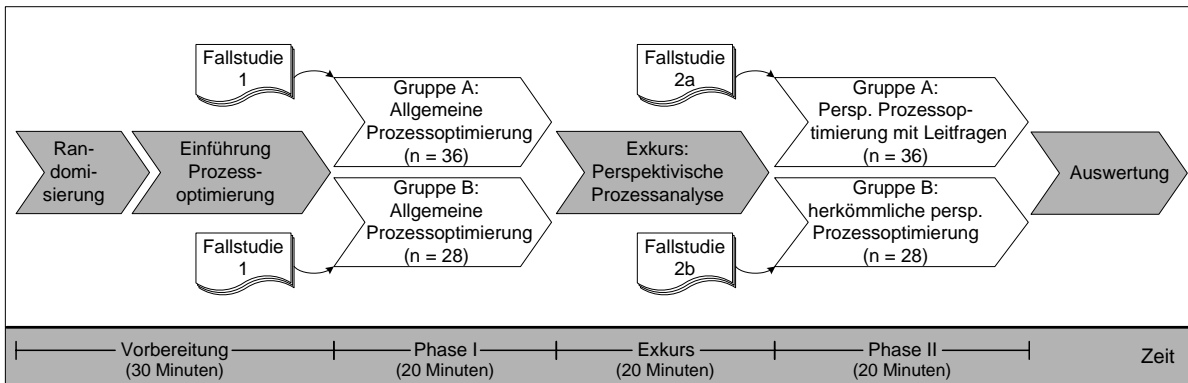 Ran-
domi-
sierung
Einführung
Prozess-
optimierung
Fallstudie
1
Gruppe A:
Allgemeine
Prozessoptimierung
(n = 36)
Fallstudie
1
Gruppe B:
Allgemeine
Prozessoptimierung
(n = 28)
Exkurs:
Perspektivische
Prozessanalyse
Fallstudie
2a
Gruppe A:
Persp. Prozessop-
timierung mit Leitfragen
(n = 36)
Fallstudie
2b
Gruppe B:
herkömmliche persp.
Prozessoptimierung
(n = 28)
Auswertung
Vorbereitung
(30 Minuten)
Phase I
(20 Minuten)
Exkurs
(20 Minuten)
Phase II
(20 Minuten)
Zeit